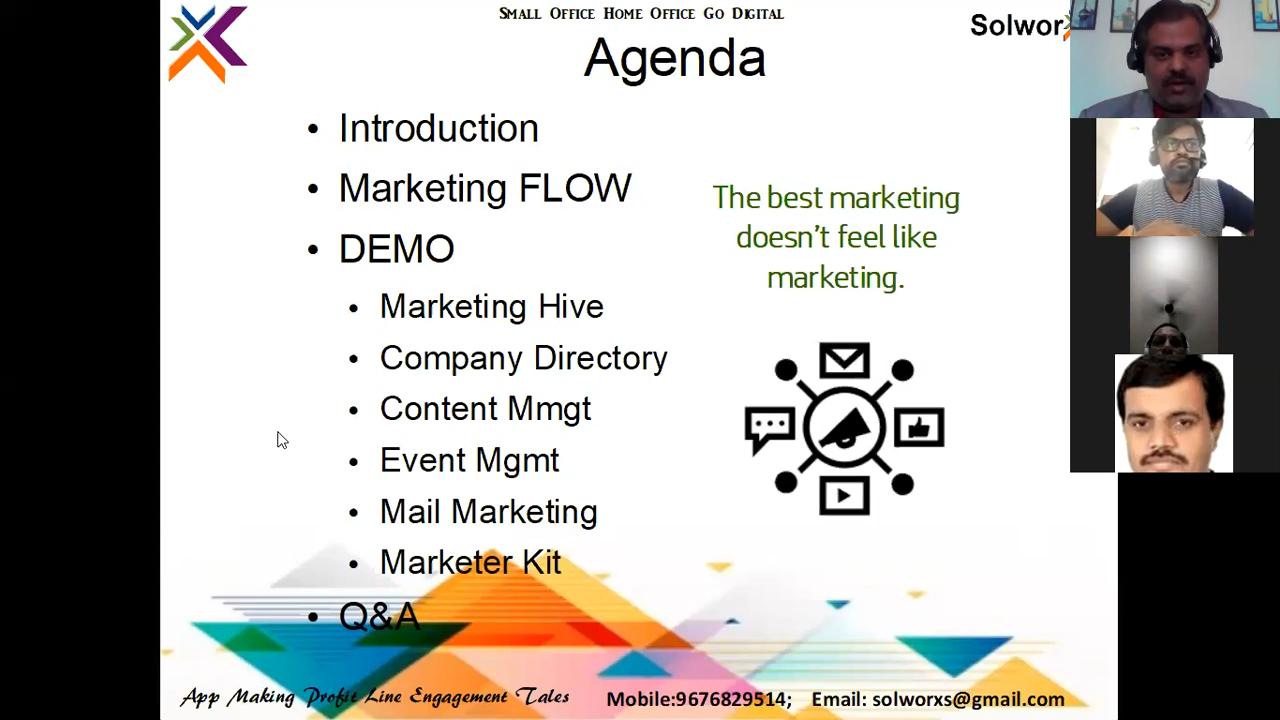 Small Office Home Office Go Digital
Solwor
Agenda
• Introduction
• Marketing FLOW
• DEMO
• Marketing Hive
• Company Directory
• Content Mmgt
• Event Mgmt
• Mail Marketing
• Marketer Kit
• Q&A
The best marketing
doesn't feel like
marketing.
App Making Profit Line Engagement Tales
Mobile:9676829514; Email: solworxs@gmail.com